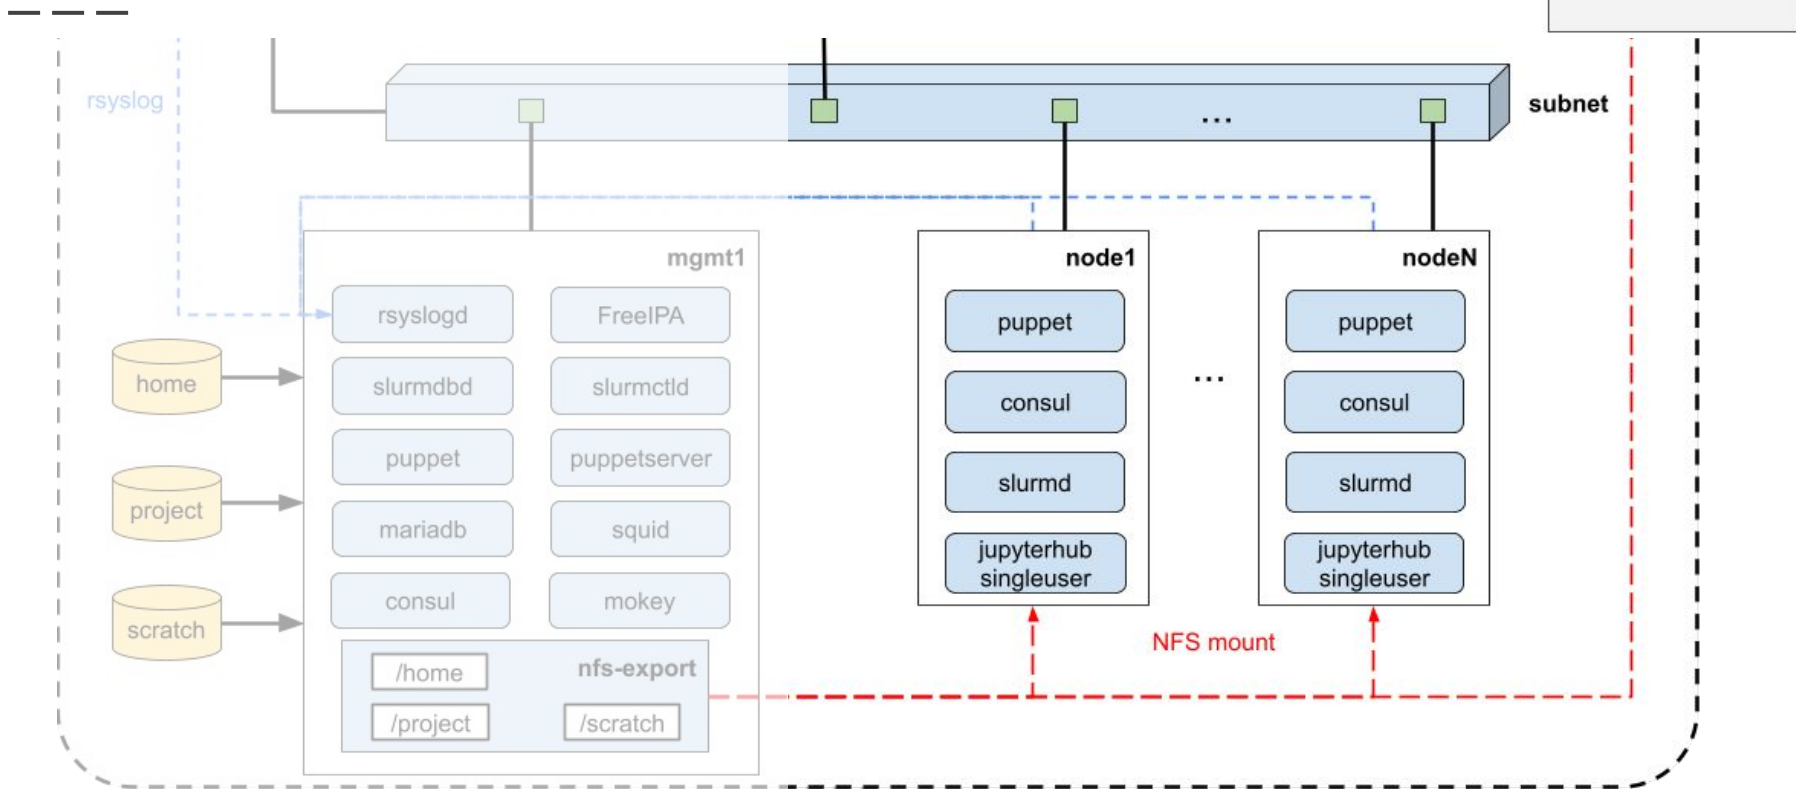 rsyslog
subnet
...
mgmt1
rsyslogd
FreeIPA
slurmdbd
slurmctld
puppet
puppetserver
mariadb
squid
consul
mokey
nfs-export
/home
/project
/scratch
home
project
scratch
node1
puppet
consul
slurmd
jupyterhub
singleuser
...
nodeN
puppet
consul
slurmd
jupyterhub
singleuser
NFS mount